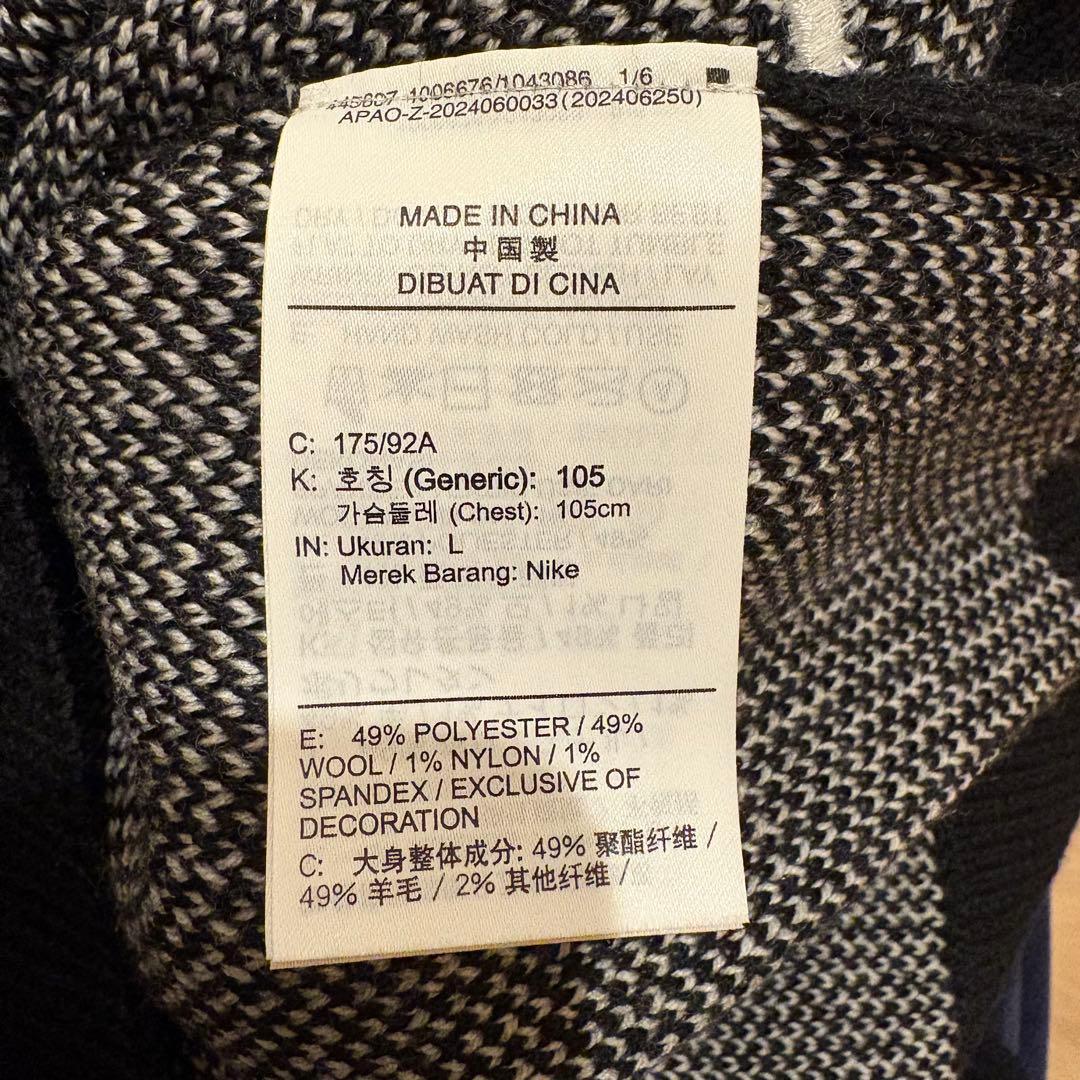 1006676/1043086 1/6
APAO-Z-2024060033(202406250)
MADE IN CHINA
中国製
DIBUAT DI CINA
C: 175/92A
K: 호칭 (Generic): 105
가슴둘레 (Chest): 105cm
IN: Ukuran: L
Merek Barang: Nike
E: 49% POLYESTER / 49%
WOOL / 1% NYLON / 1%
SPANDEX / EXCLUSIVE OF
DECORATION
C: 大身整体成分: 49% 聚酯纤维 /
49% 羊毛 / 2% 其他纤维 /